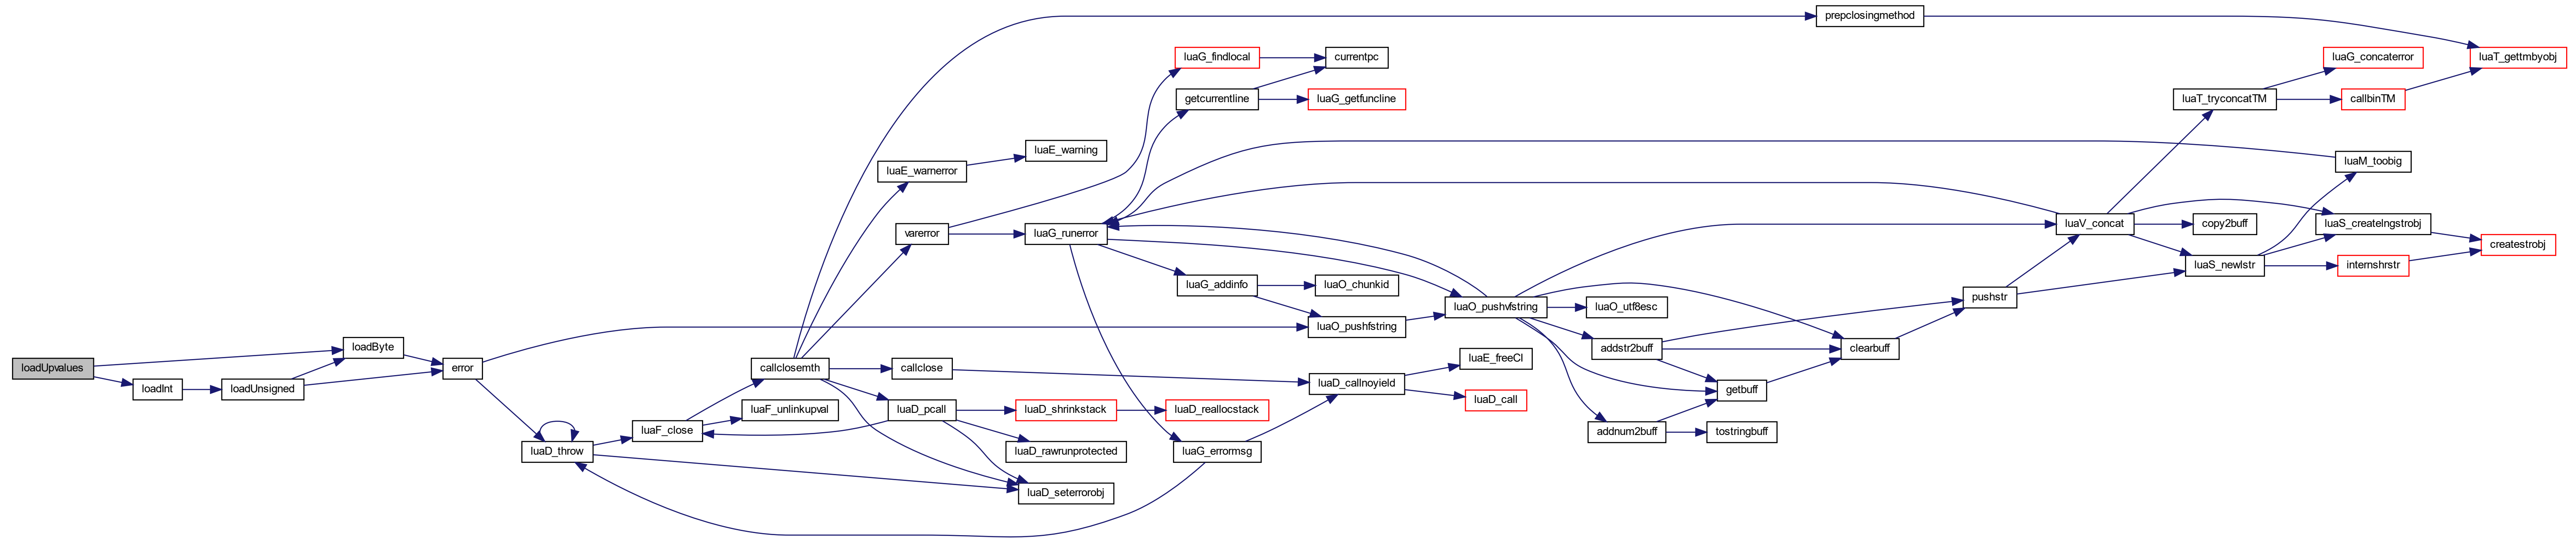 loadUpvalues
loadByte
loadInt
loadUnsigned
error
luaD_throw
luaF_close
callclosemth
luaF_unlinkupval
luaE_warnerror
varerror
callclose
luaD_pcall
luaE_warning
luaG_runerror
luaD_shrinkstack
luaD_rawrunprotected
luaD_seterrorobj
luaG_findlocal
getcurrentline
luaG_addinfo
luaD_reallocstack
luaG_errormsg
currentpc
luaG_getfuncline
luaO_chunkid
luaO_pushfstring
luaD_callnoyield
luaO_pushvfstring
luaE_freeCI
luaD_call
luaO_utf8esc
addstr2buff
addnum2buff
getbuff
tostringbuff
prepclosingmethod
clearbuff
pushstr
luaV_concat
luaT_tryconcatTM
copy2buff
luaS_newlstr
luaG_concaterror
callbinTM
luaM_toobig
luaS_createlngstrobj
internshrstr
luaT_gettmbyobj
createstrobj